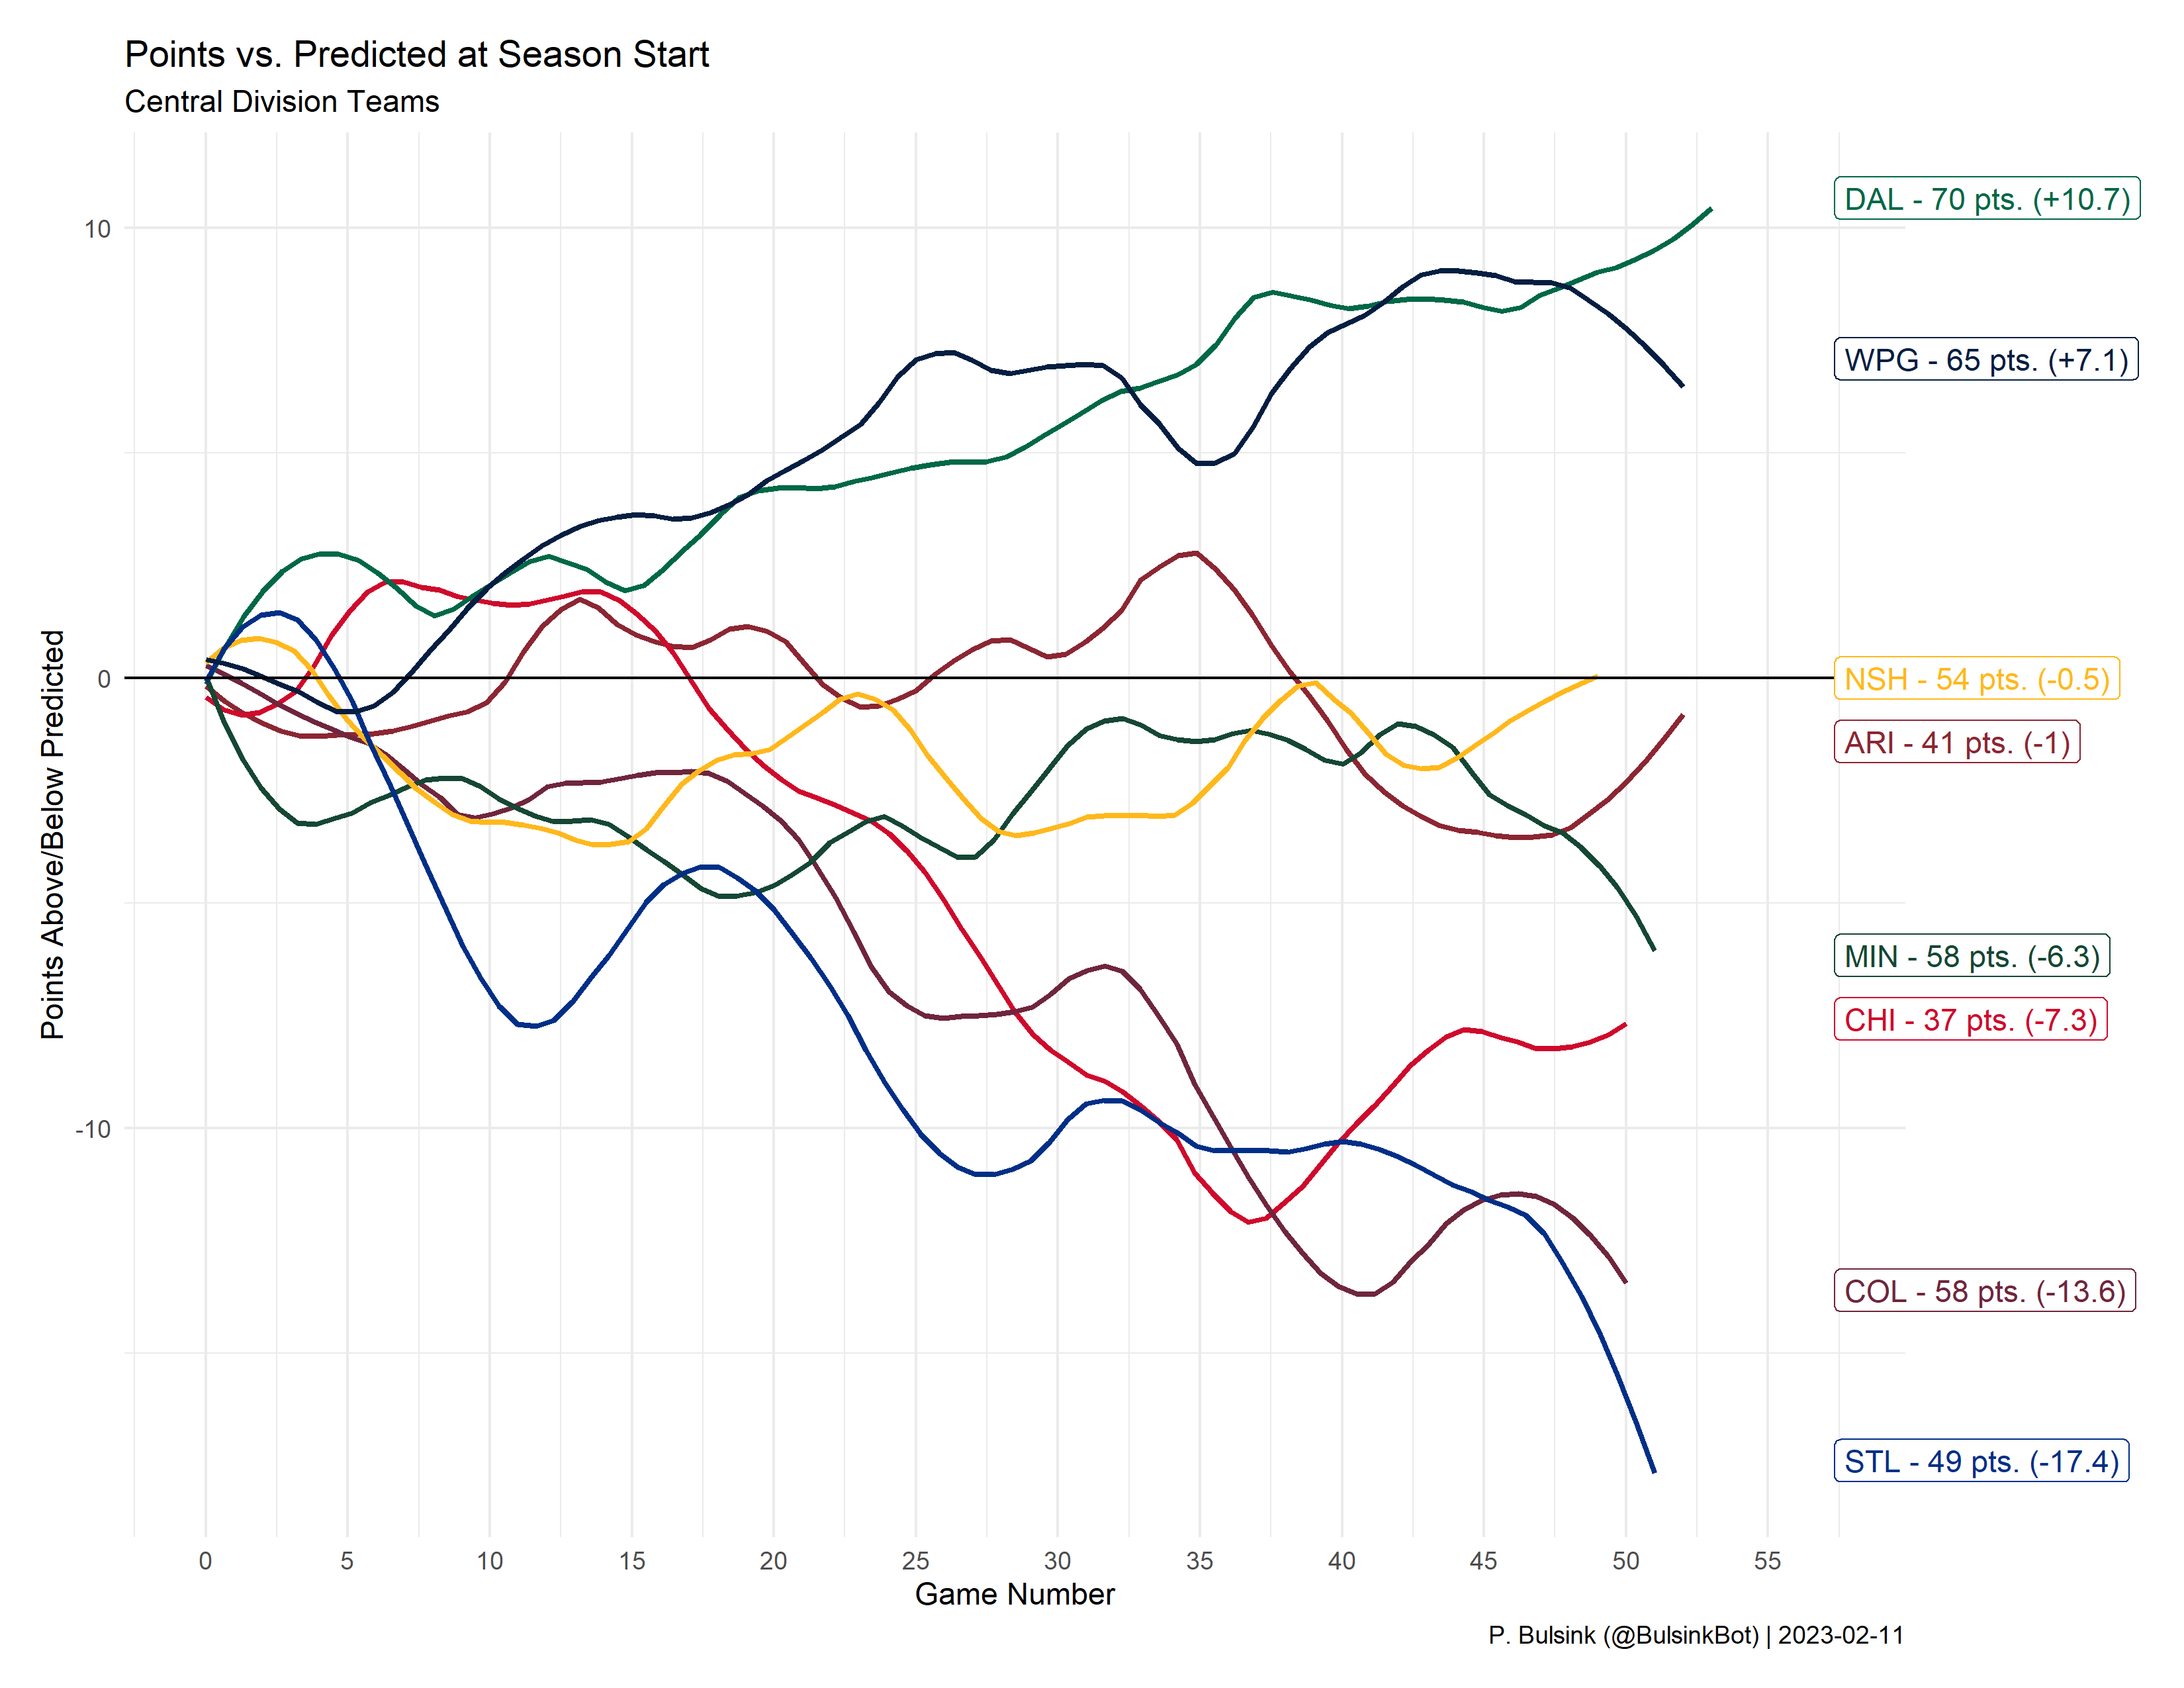 Points vs. Predicted at Season Start
Central Division Teams
Points Above/Below Predicted
10
0
-10
DAL - 70 pts. (+10.7)
WPG - 65 pts. (+7.1)
NSH - 54 pts. (-0.5)
ARI - 41 pts. (-1)
MIN - 58 pts. (-6.3)
CHI - 37 pts. (-7.3)
COL - 58 pts. (-13.6)
STL - 49 pts. (-17.4)
0 5 10 15 20 25 30 35 40 45 50 55
Game Number
P. Bulsink (@BulsinkBot) | 2023-02-11